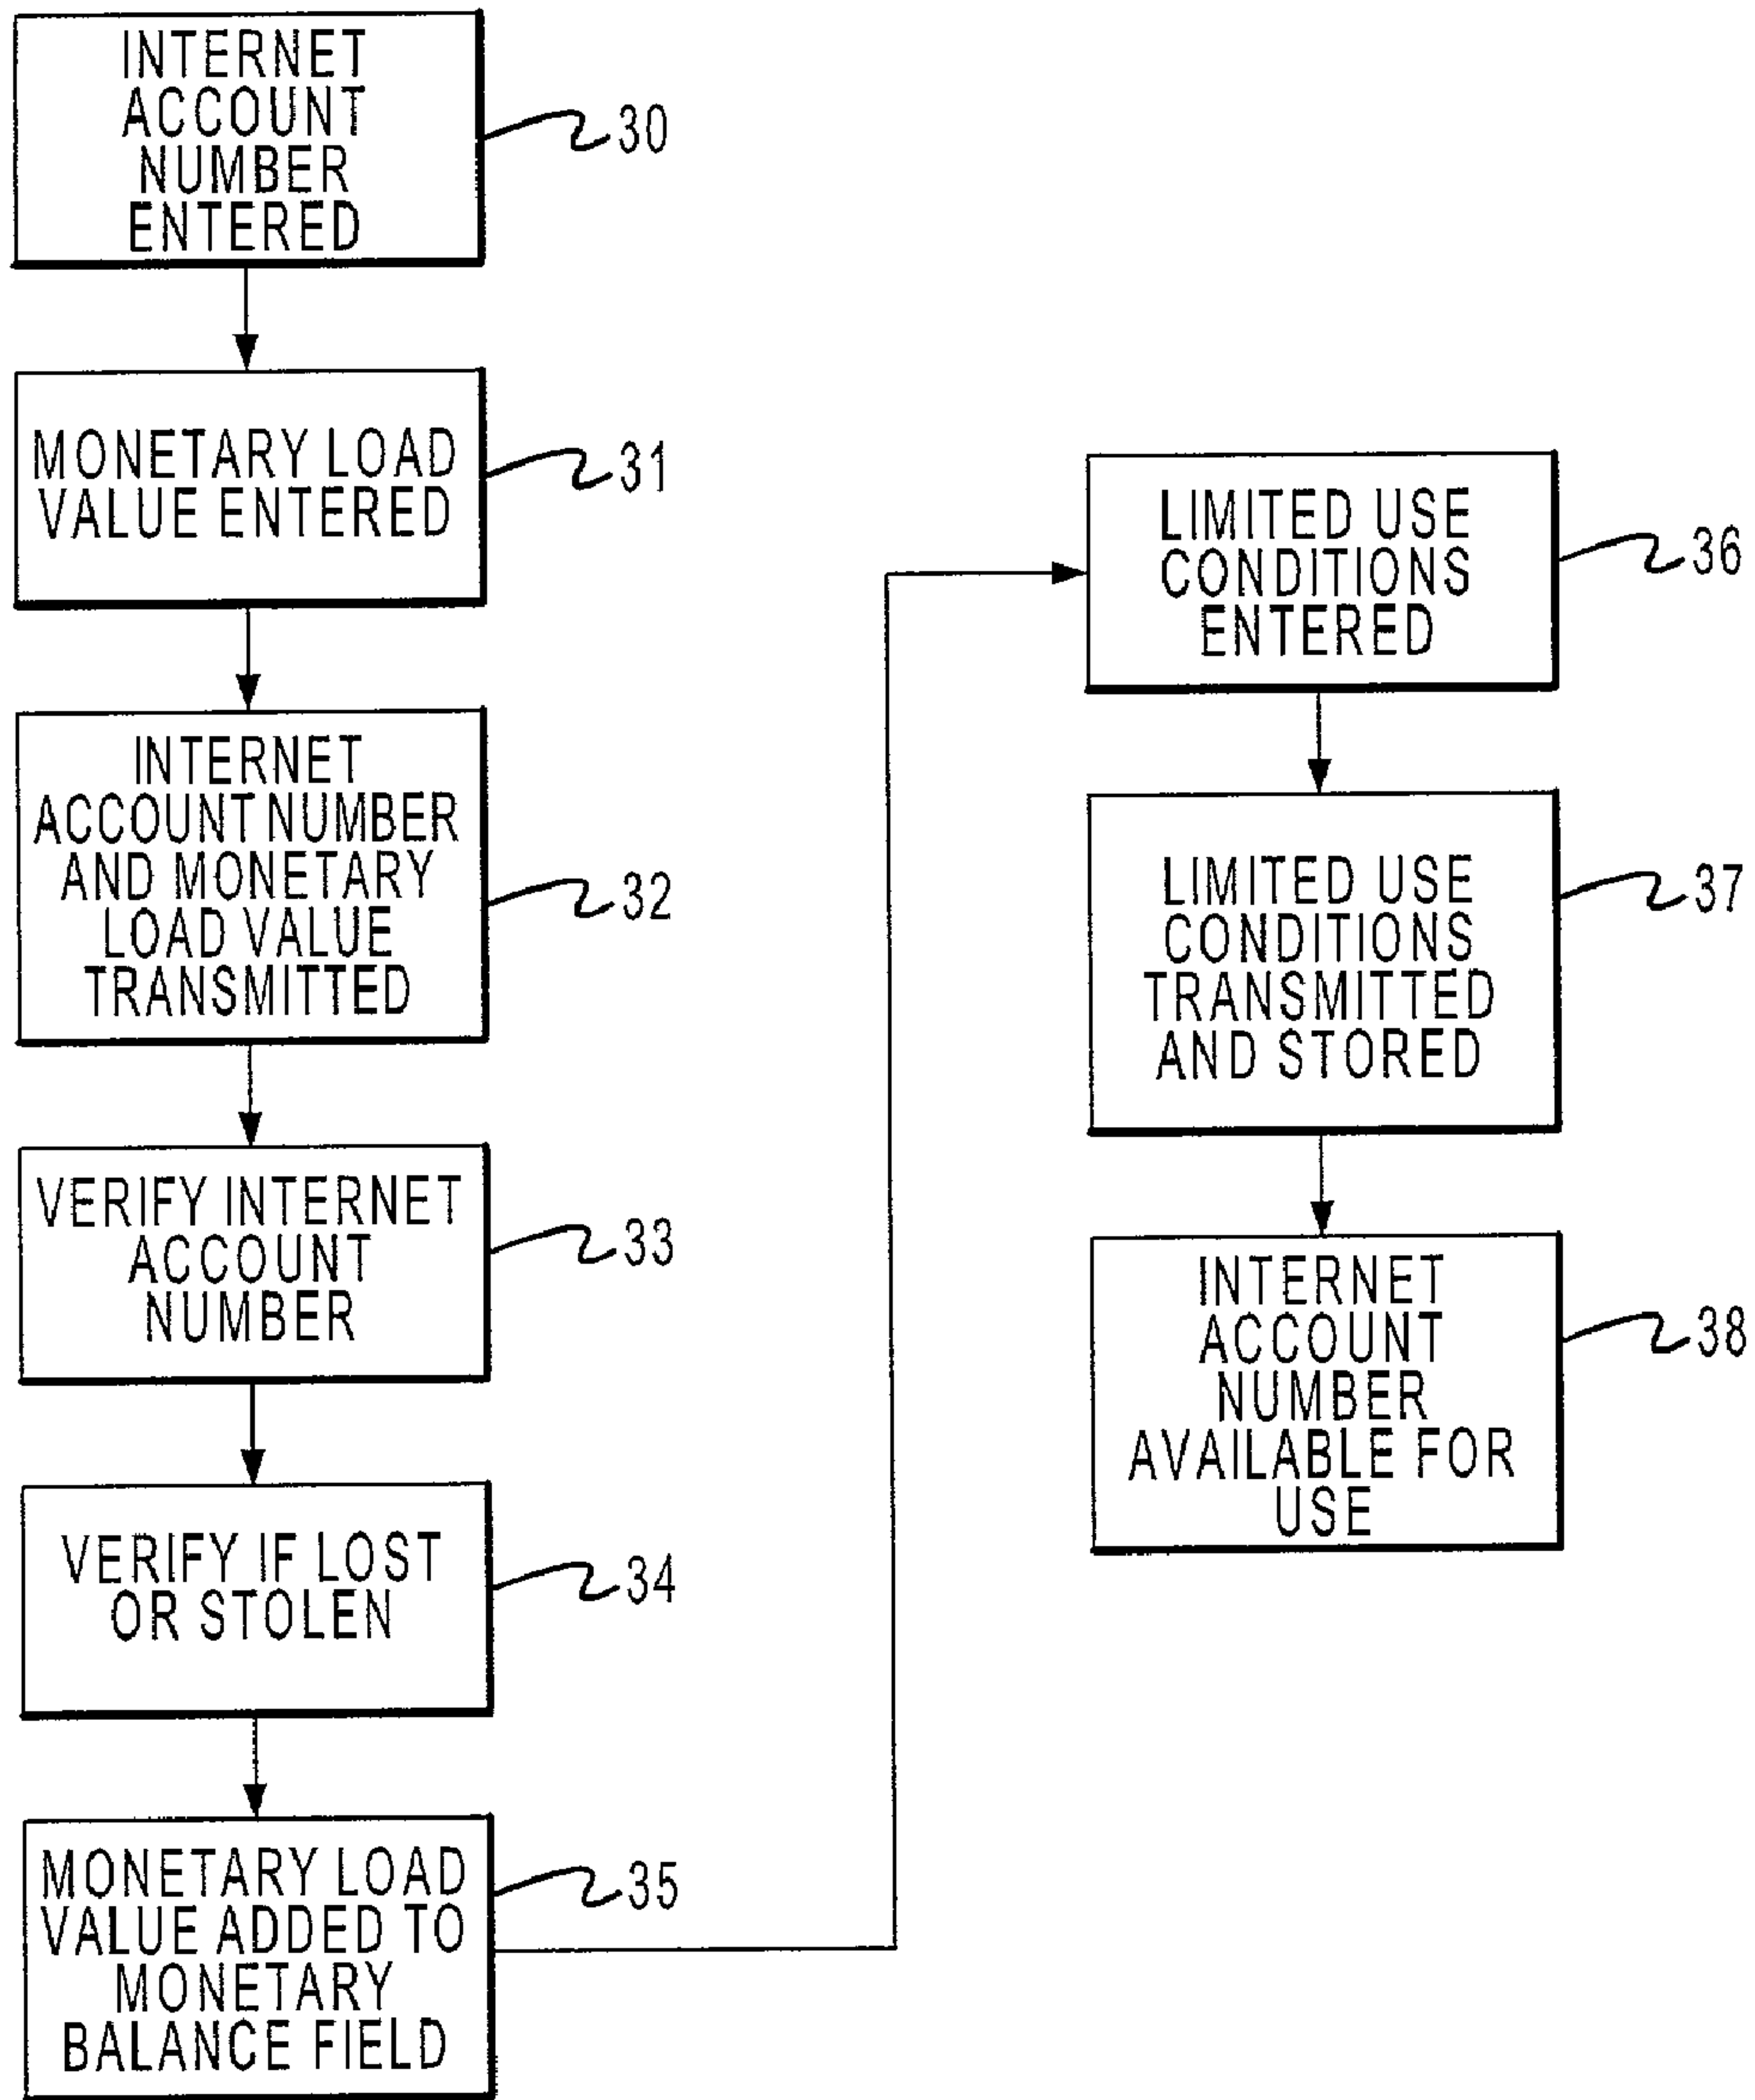 INTERNET
ACCOUNT
NUMBER
ENTERED
30
MONETARY LOAD
VALUE ENTERED
31
INTERNET
ACCOUNT NUMBER
AND MONETARY
LOAD VALUE
TRANSMITTED
32
VERIFY INTERNET
ACCOUNT
NUMBER
33
VERIFY IF LOST
OR STOLEN
34
MONETARY LOAD
VALUE ADDED TO
MONETARY
BALANCE FIELD
35
LIMITED USE
CONDITIONS
ENTERED
36
LIMITED USE
CONDITIONS
TRANSMITTED
AND STORED
37
INTERNET
ACCOUNT
NUMBER
AVAILABLE FOR
USE
38